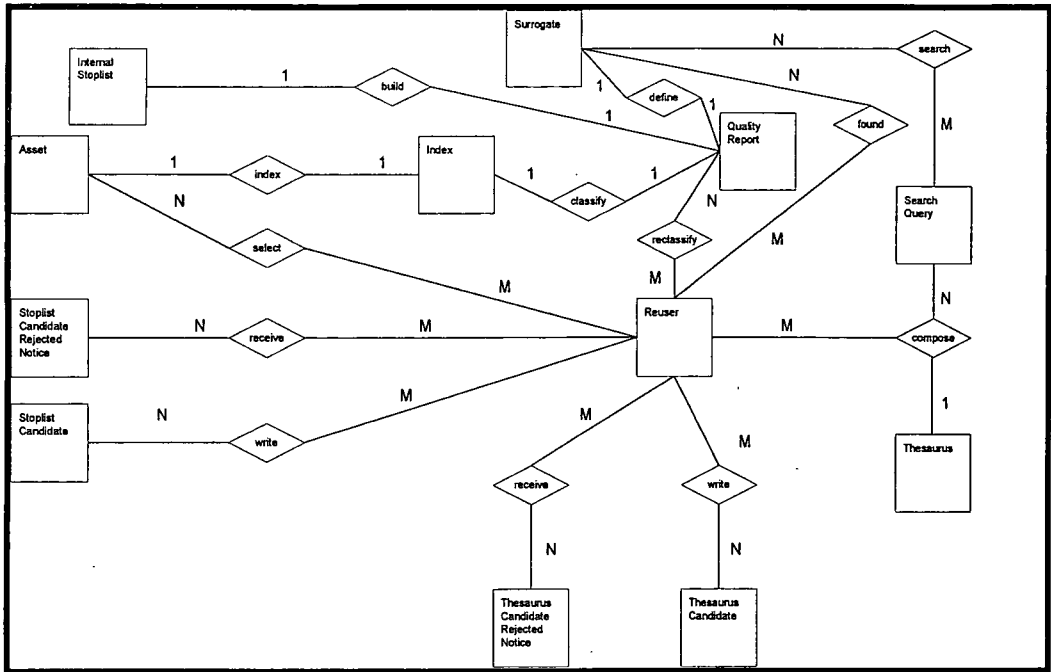 Surrogate
N
search
Internal
Stoplist
1
build
N
1
define
1
1
found
M
Quality
Report
Asset
1
index
1
Index
1
classify
1
N
N
Search
Query
select
reclassify
M
M
M
N
Stoplist
Candidate
Rejected
Notice
N
receive
M
Reuser
M
compose
Stoplist
Candidate
N
write
M
1
M
M
Thesaurus
receive
write
N
N
Thesaurus
Candidate
Rejected
Notice
Thesaurus
Candidate